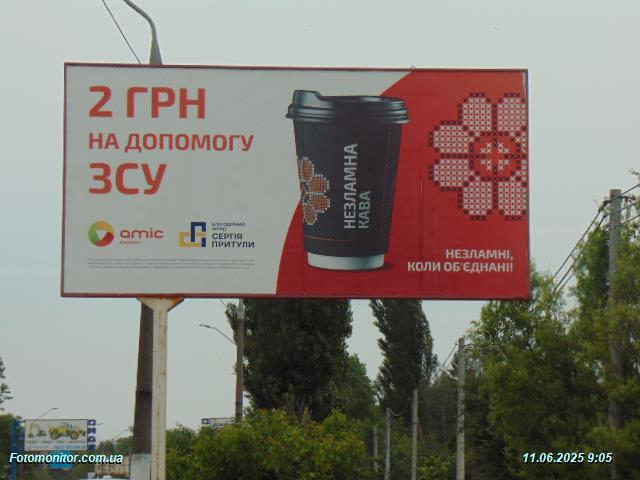 2 ГРН
НА ДОПОМОГУ
ЗСУ
amic
ENERGY
БЛАГОДІЙНИЙ
ФОНД
СЕРГІЯ
ПРИТУЛИ
НЕЗЛАМНА
КАВА
НЕЗЛАМНІ,
КОЛИ ОБ'ЄДНАНІ!
Fotomonitor.com.ua
11.06.2025 9:05